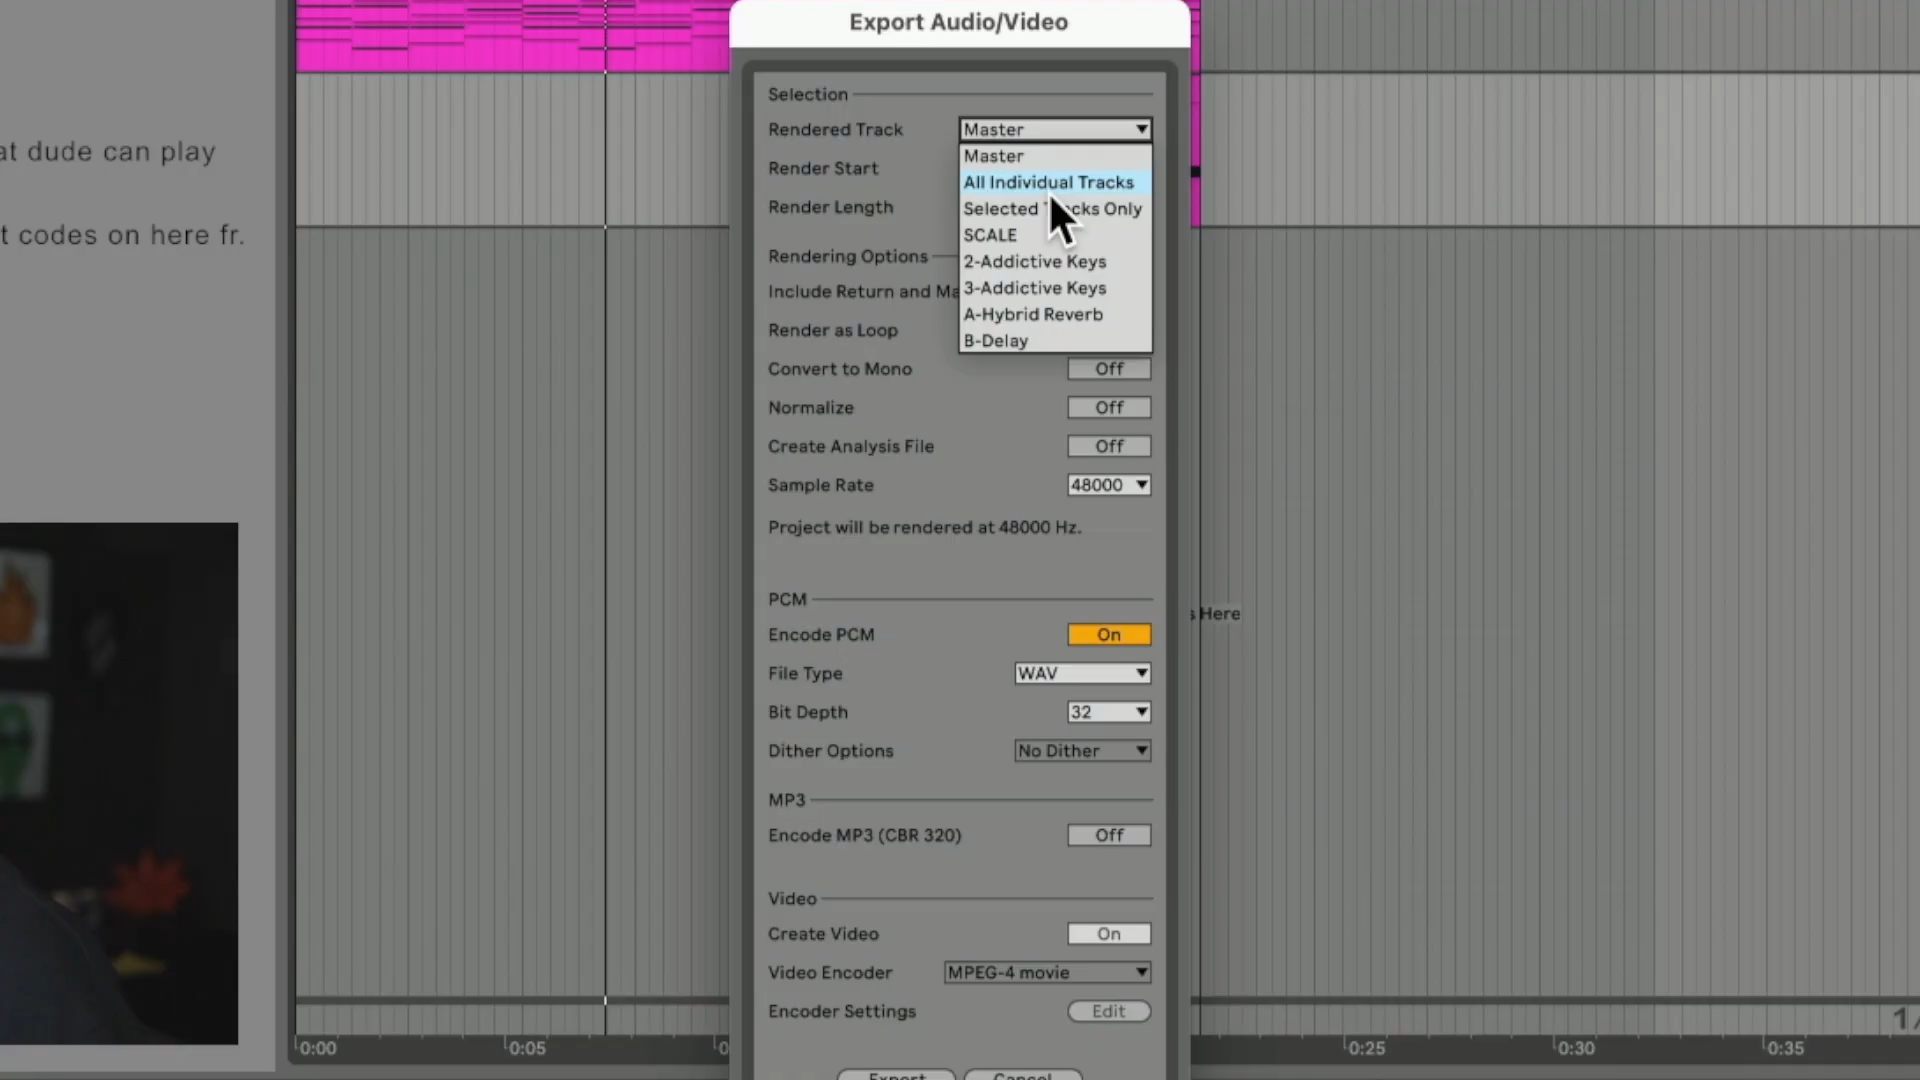 Export Audio/Video
at dude can play
t codes on here fr.
Selection
Rendered Track
Master
Render Start
Render Length
Master
All Individual Tracks
Selected Tracks Only
SCALE
2-Addictive Keys
3-Addictive Keys
A-Hybrid Reverb
B-Delay
Rendering Options
Include Return and Ma
Render as Loop
Convert to Mono
Off
Normalize
Off
Create Analysis File
Off
Sample Rate
48000
Project will be rendered at 48000 Hz.
PCM
Encode PCM
On
s Here
File Type
WAV
Bit Depth
32
Dither Options
No Dither
MP3
Encode MP3 (CBR 320)
Off
Video
Create Video
On
Video Encoder
MPEG-4 movie
Encoder Settings
Edit
1/
0:00
0:05
0
0:25
0:30
0:35
Export
Cancel